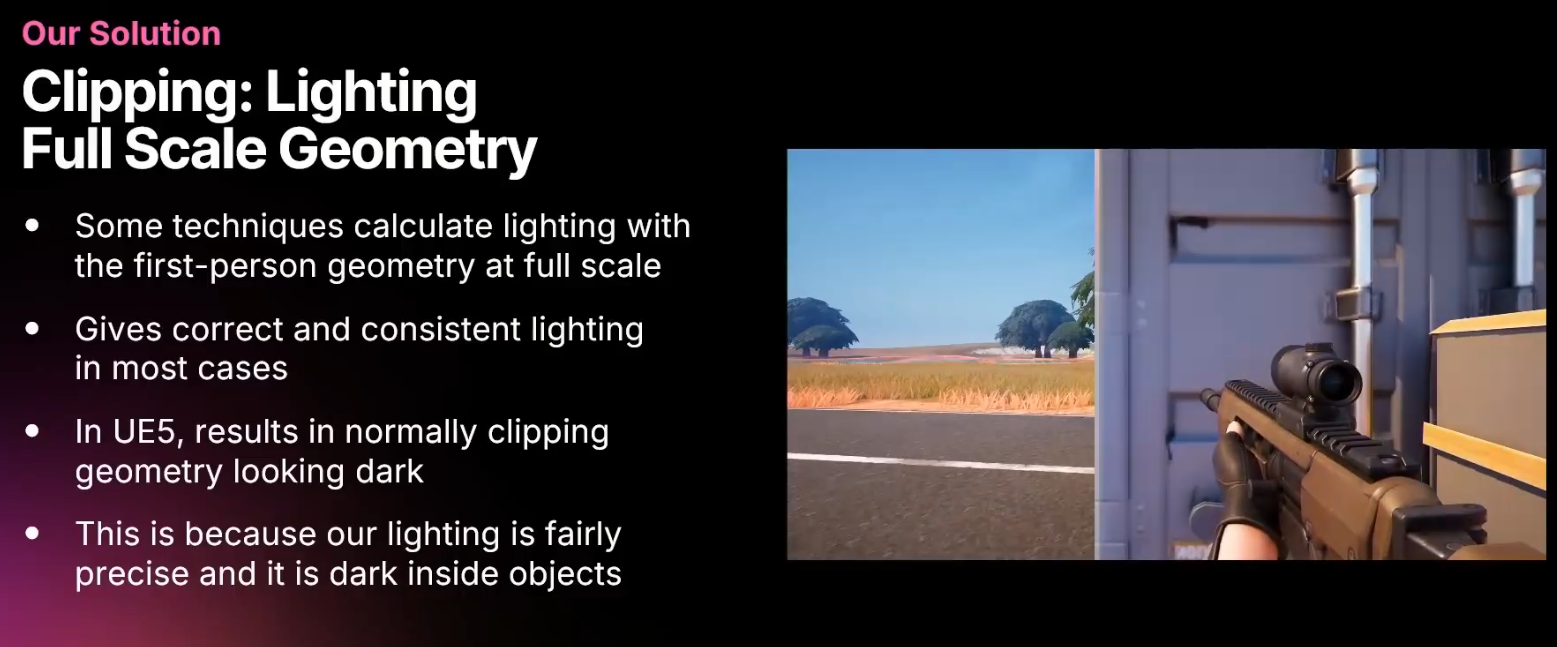 Our Solution
Clipping: Lighting
Full Scale Geometry
• Some techniques calculate lighting with
the first-person geometry at full scale
• Gives correct and consistent lighting
in most cases
• In UE5, results in normally clipping
geometry looking dark
• This is because our lighting is fairly
precise and it is dark inside objects